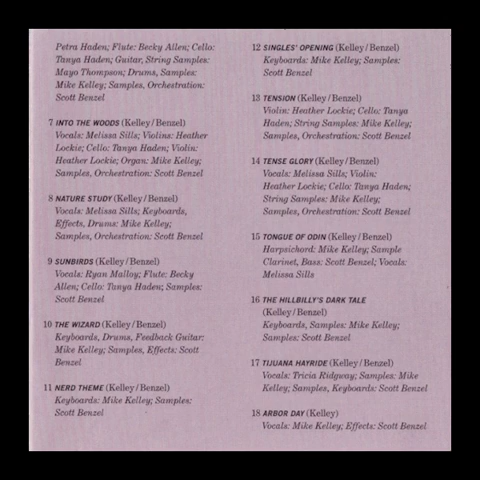 Petra Haden; Flute: Becky Allen; Cello:
Tanya Haden; Guitar, String Samples:
Mayo Thompson; Drums, Samples:
Mike Kelley; Samples, Orchestration:
Scott Benzel
7 INTO THE WOODS (Kelley/Benzel)
Vocals: Melissa Sills; Violins: Heather
Lockie; Cello: Tanya Haden; Violin:
Heather Lockie; Organ: Mike Kelley;
Samples, Orchestration: Scott Benzel
8 NATURE STUDY (Kelley/Benzel)
Vocals: Melissa Sills; Keyboards,
Effects, Drums: Mike Kelley;
Samples, Orchestration: Scott Benzel
9 SUNBIRDS (Kelley/Benzel)
Vocals: Ryan Malloy; Flute: Becky
Allen; Cello: Tanya Haden; Samples:
Scott Benzel
10 THE WIZARD (Kelley/Benzel)
Keyboards, Drums, Feedback Guitar:
Mike Kelley; Samples, Effects: Scott
Benzel
11 NERD THEME (Kelley/Benzel)
Keyboards: Mike Kelley; Samples:
Scott Benzel
12 SINGLES' OPENING (Kelley/Benzel)
Keyboards: Mike Kelley; Samples:
Scott Benzel
13 TENSION (Kelley/Benzel)
Violin: Heather Lockie; Cello: Tanya
Haden; String Samples: Mike Kelley;
Samples, Orchestration: Scott Benzel
14 TENSE GLORY (Kelley/Benzel)
Vocals: Melissa Sills; Violin:
Heather Lockie; Cello: Tanya Haden;
String Samples: Mike Kelley;
Samples, Orchestration: Scott Benzel
15 TONGUE OF ODIN (Kelley/Benzel)
Harpsichord: Mike Kelley; Sample
Clarinet, Bass: Scott Benzel; Vocals:
Melissa Sills
16 THE HILLBILLY'S DARK TALE
(Kelley/Benzel)
Keyboards, Samples: Mike Kelley;
Samples: Scott Benzel
17 TIJUANA HAYRIDE (Kelley/Benzel)
Vocals: Tricia Ridgway; Samples: Mike
Kelley; Samples, Keyboards: Scott Benzel
18 ARBOR DAY (Kelley)
Vocals: Mike Kelley; Effects: Scott Benzel